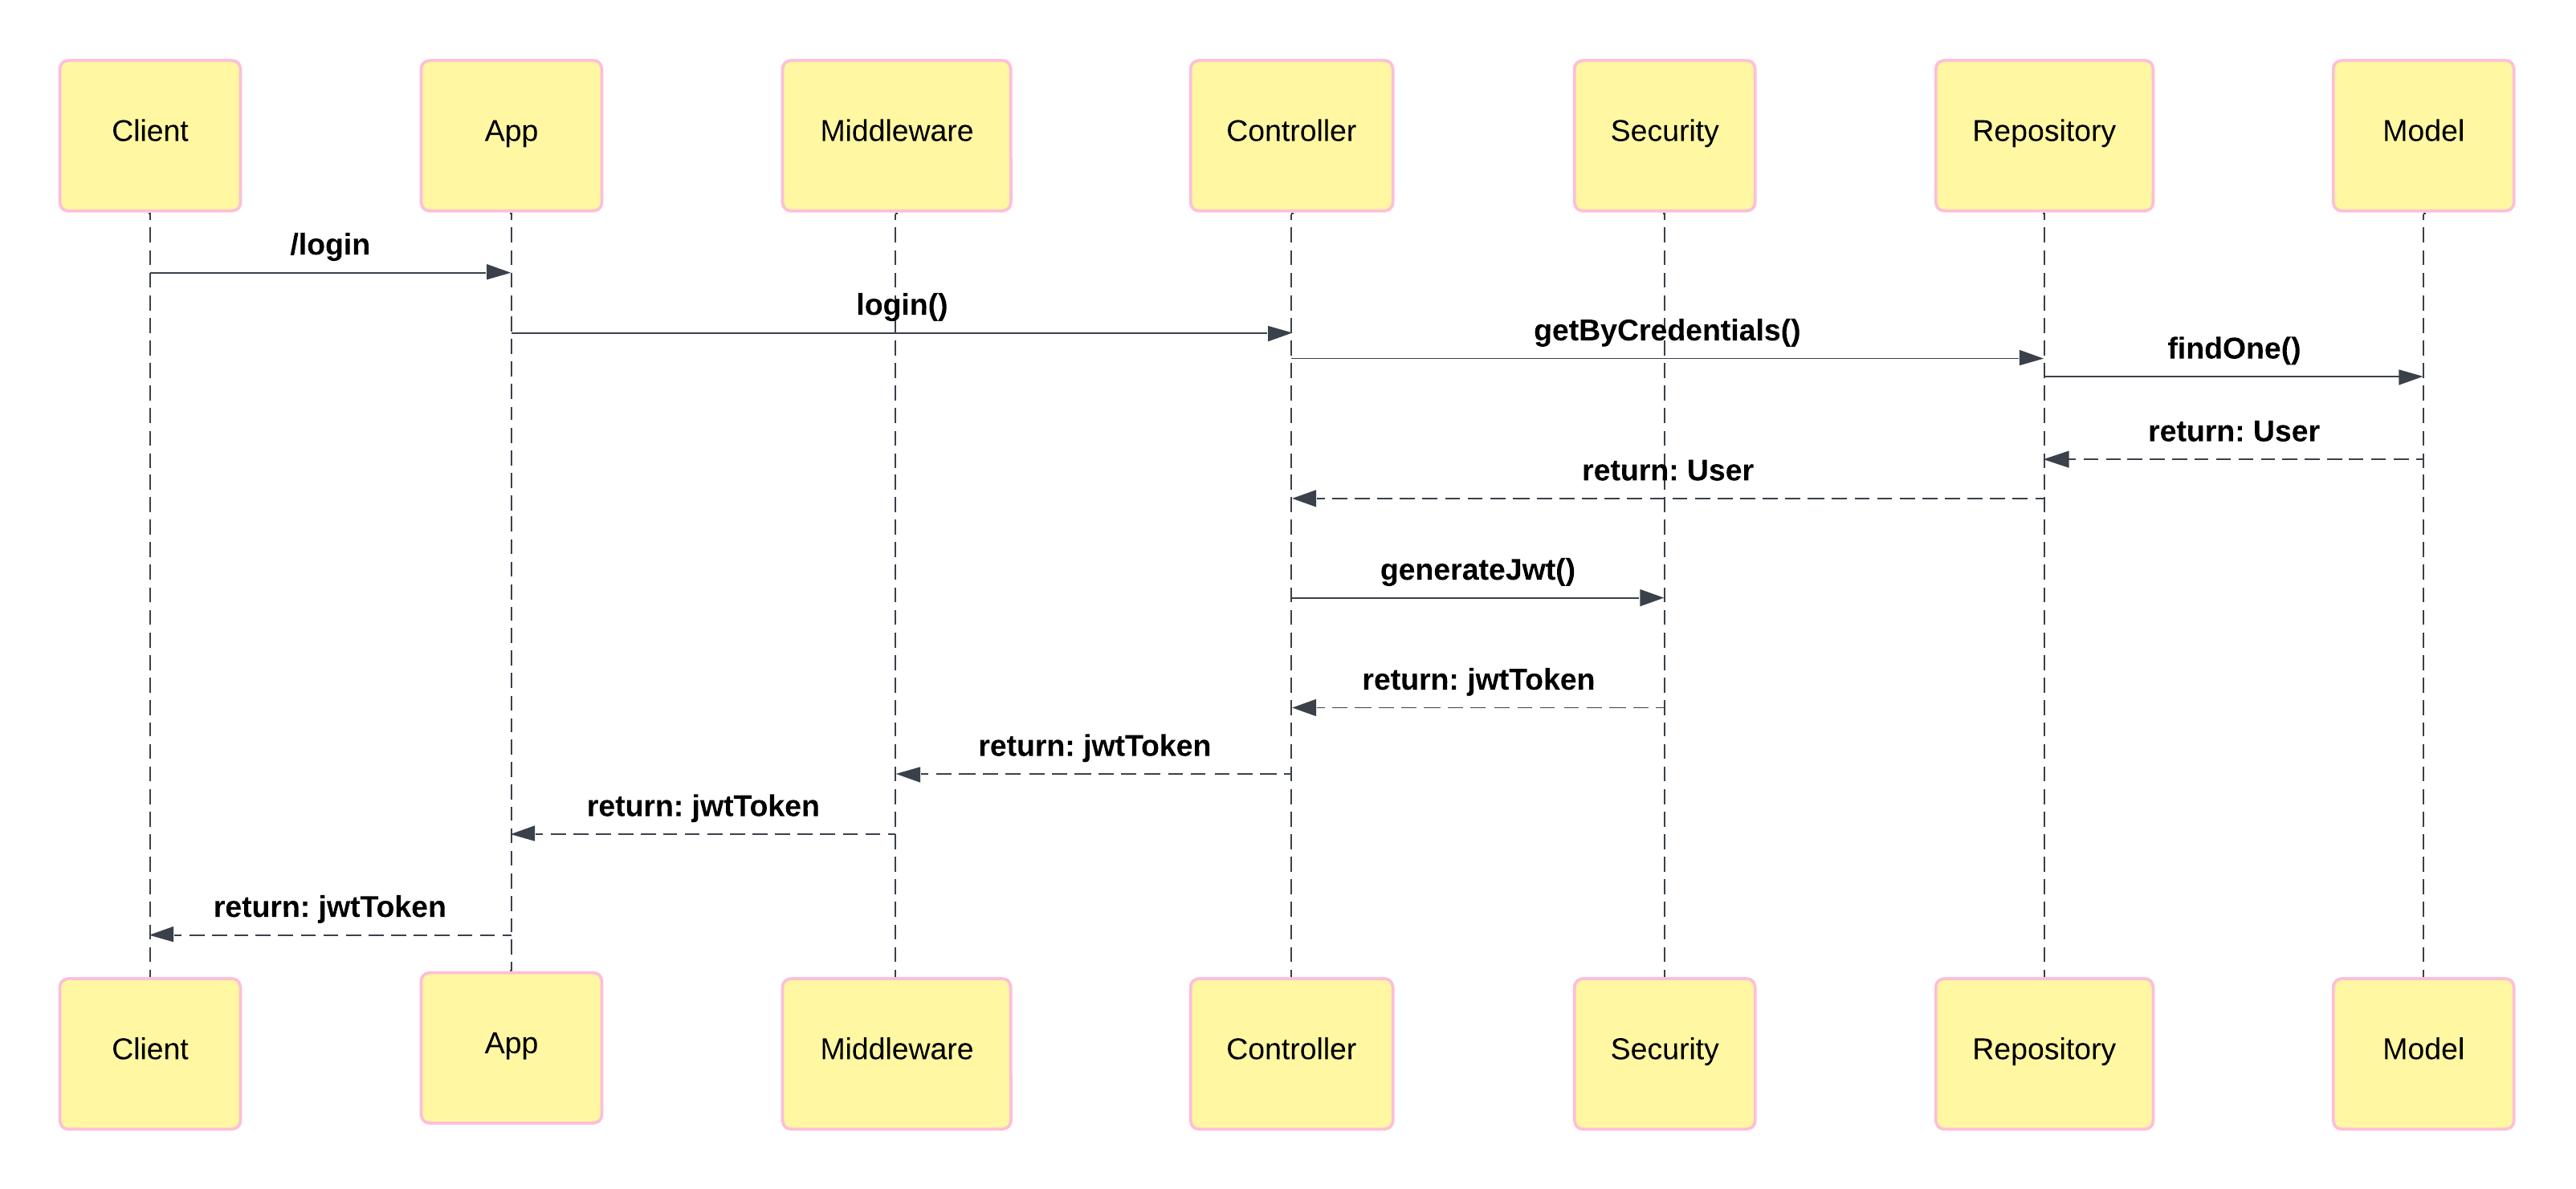 Client
App
Middleware
Controller
Security
Repository
Model
/login
login()
getByCredentials()
findOne()
return: User
return: User
generateJwt()
return: jwtToken
return: jwtToken
return: jwtToken
return: jwtToken
Client
App
Middleware
Controller
Security
Repository
Model